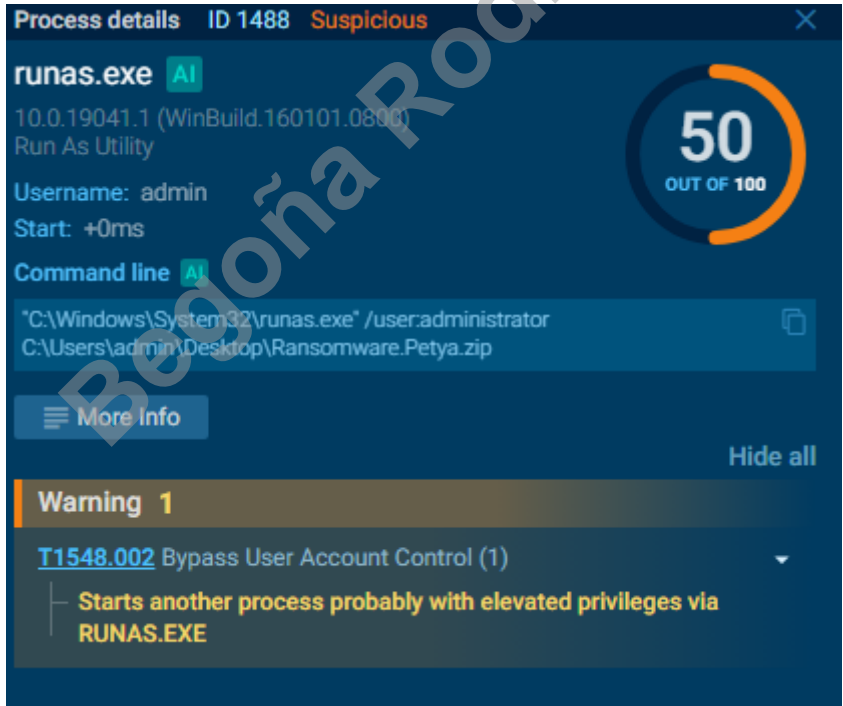 Process details ID 1488 Suspicious
runas.exe AI
10.0.19041.1 (WinBuild.160101.0800)
Run As Utility
50
OUT OF 100
Username: admin
Start: +0ms
Command line AI
"C:\Windows\System32\runas.exe" /user:administrator
C:\Users\admin\Desktop\Ransomware.Petya.zip
More Info
Hide all
Warning 1
T1548.002 Bypass User Account Control (1)
Starts another process probably with elevated privileges via
RUNAS.EXE
Begoña Rod